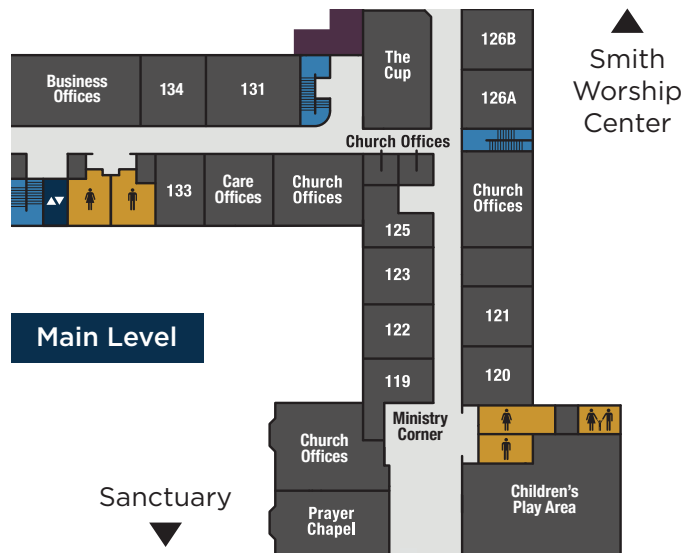 126B
The
Cup
Smith
Worship
Center
Business
Offices
134
131
126A
Church Offices
133
Care
Offices
Church
Offices
Church
Offices
125
123
121
Main Level
122
119
120
Ministry
Corner
Church
Offices
Children's
Play Area
Sanctuary
Prayer
Chapel